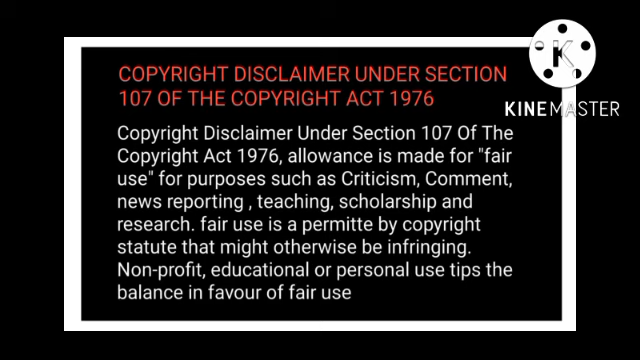 COPYRIGHT DISCLAIMER UNDER SECTION
107 OF THE COPYRIGHT ACT 1976
Copyright Disclaimer Under Section 107 Of The
Copyright Act 1976, allowance is made for "fair
use" for purposes such as Criticism, Comment,
news reporting , teaching, scholarship and
research. fair use is a permitte by copyright
statute that might otherwise be infringing.
Non-profit, educational or personal use tips the
balance in favour of fair use
K
KINEMASTER